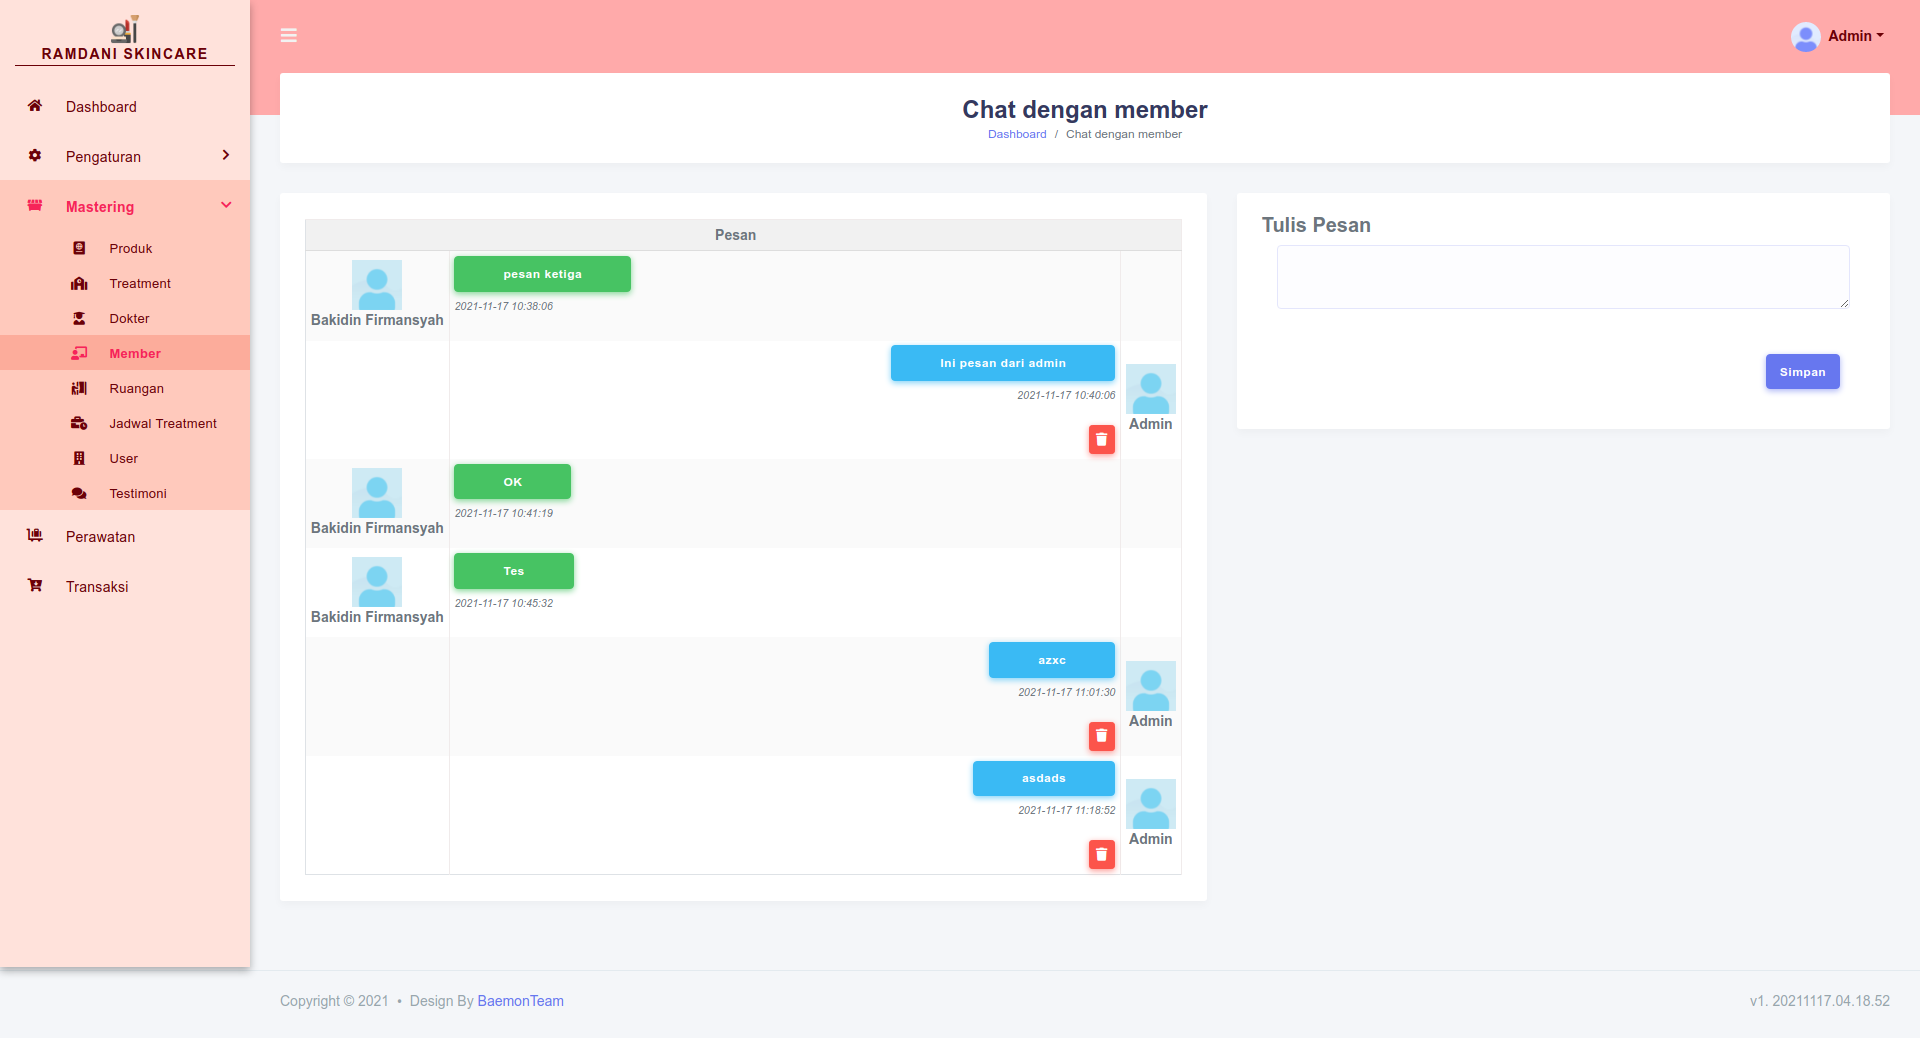 RAMDANI SKINCARE
Admin
Dashboard
Pengaturan
Mastering
Produk
Treatment
Dokter
Member
Ruangan
Jadwal Treatment
User
Testimoni
Perawatan
Transaksi
Chat dengan member
Dashboard / Chat dengan member
Pesan
Bakidin Firmansyah
pesan ketiga
2021-11-17 10:38:06
Ini pesan dari admin
2021-11-17 10:40:06
Admin
Bakidin Firmansyah
OK
2021-11-17 10:41:19
Bakidin Firmansyah
Tes
2021-11-17 10:45:32
azxc
2021-11-17 11:01:30
Admin
asdads
2021-11-17 11:18:52
Admin
Tulis Pesan
Simpan
Copyright © 2021 • Design By BaemonTeam
v1. 20211117.04.18.52